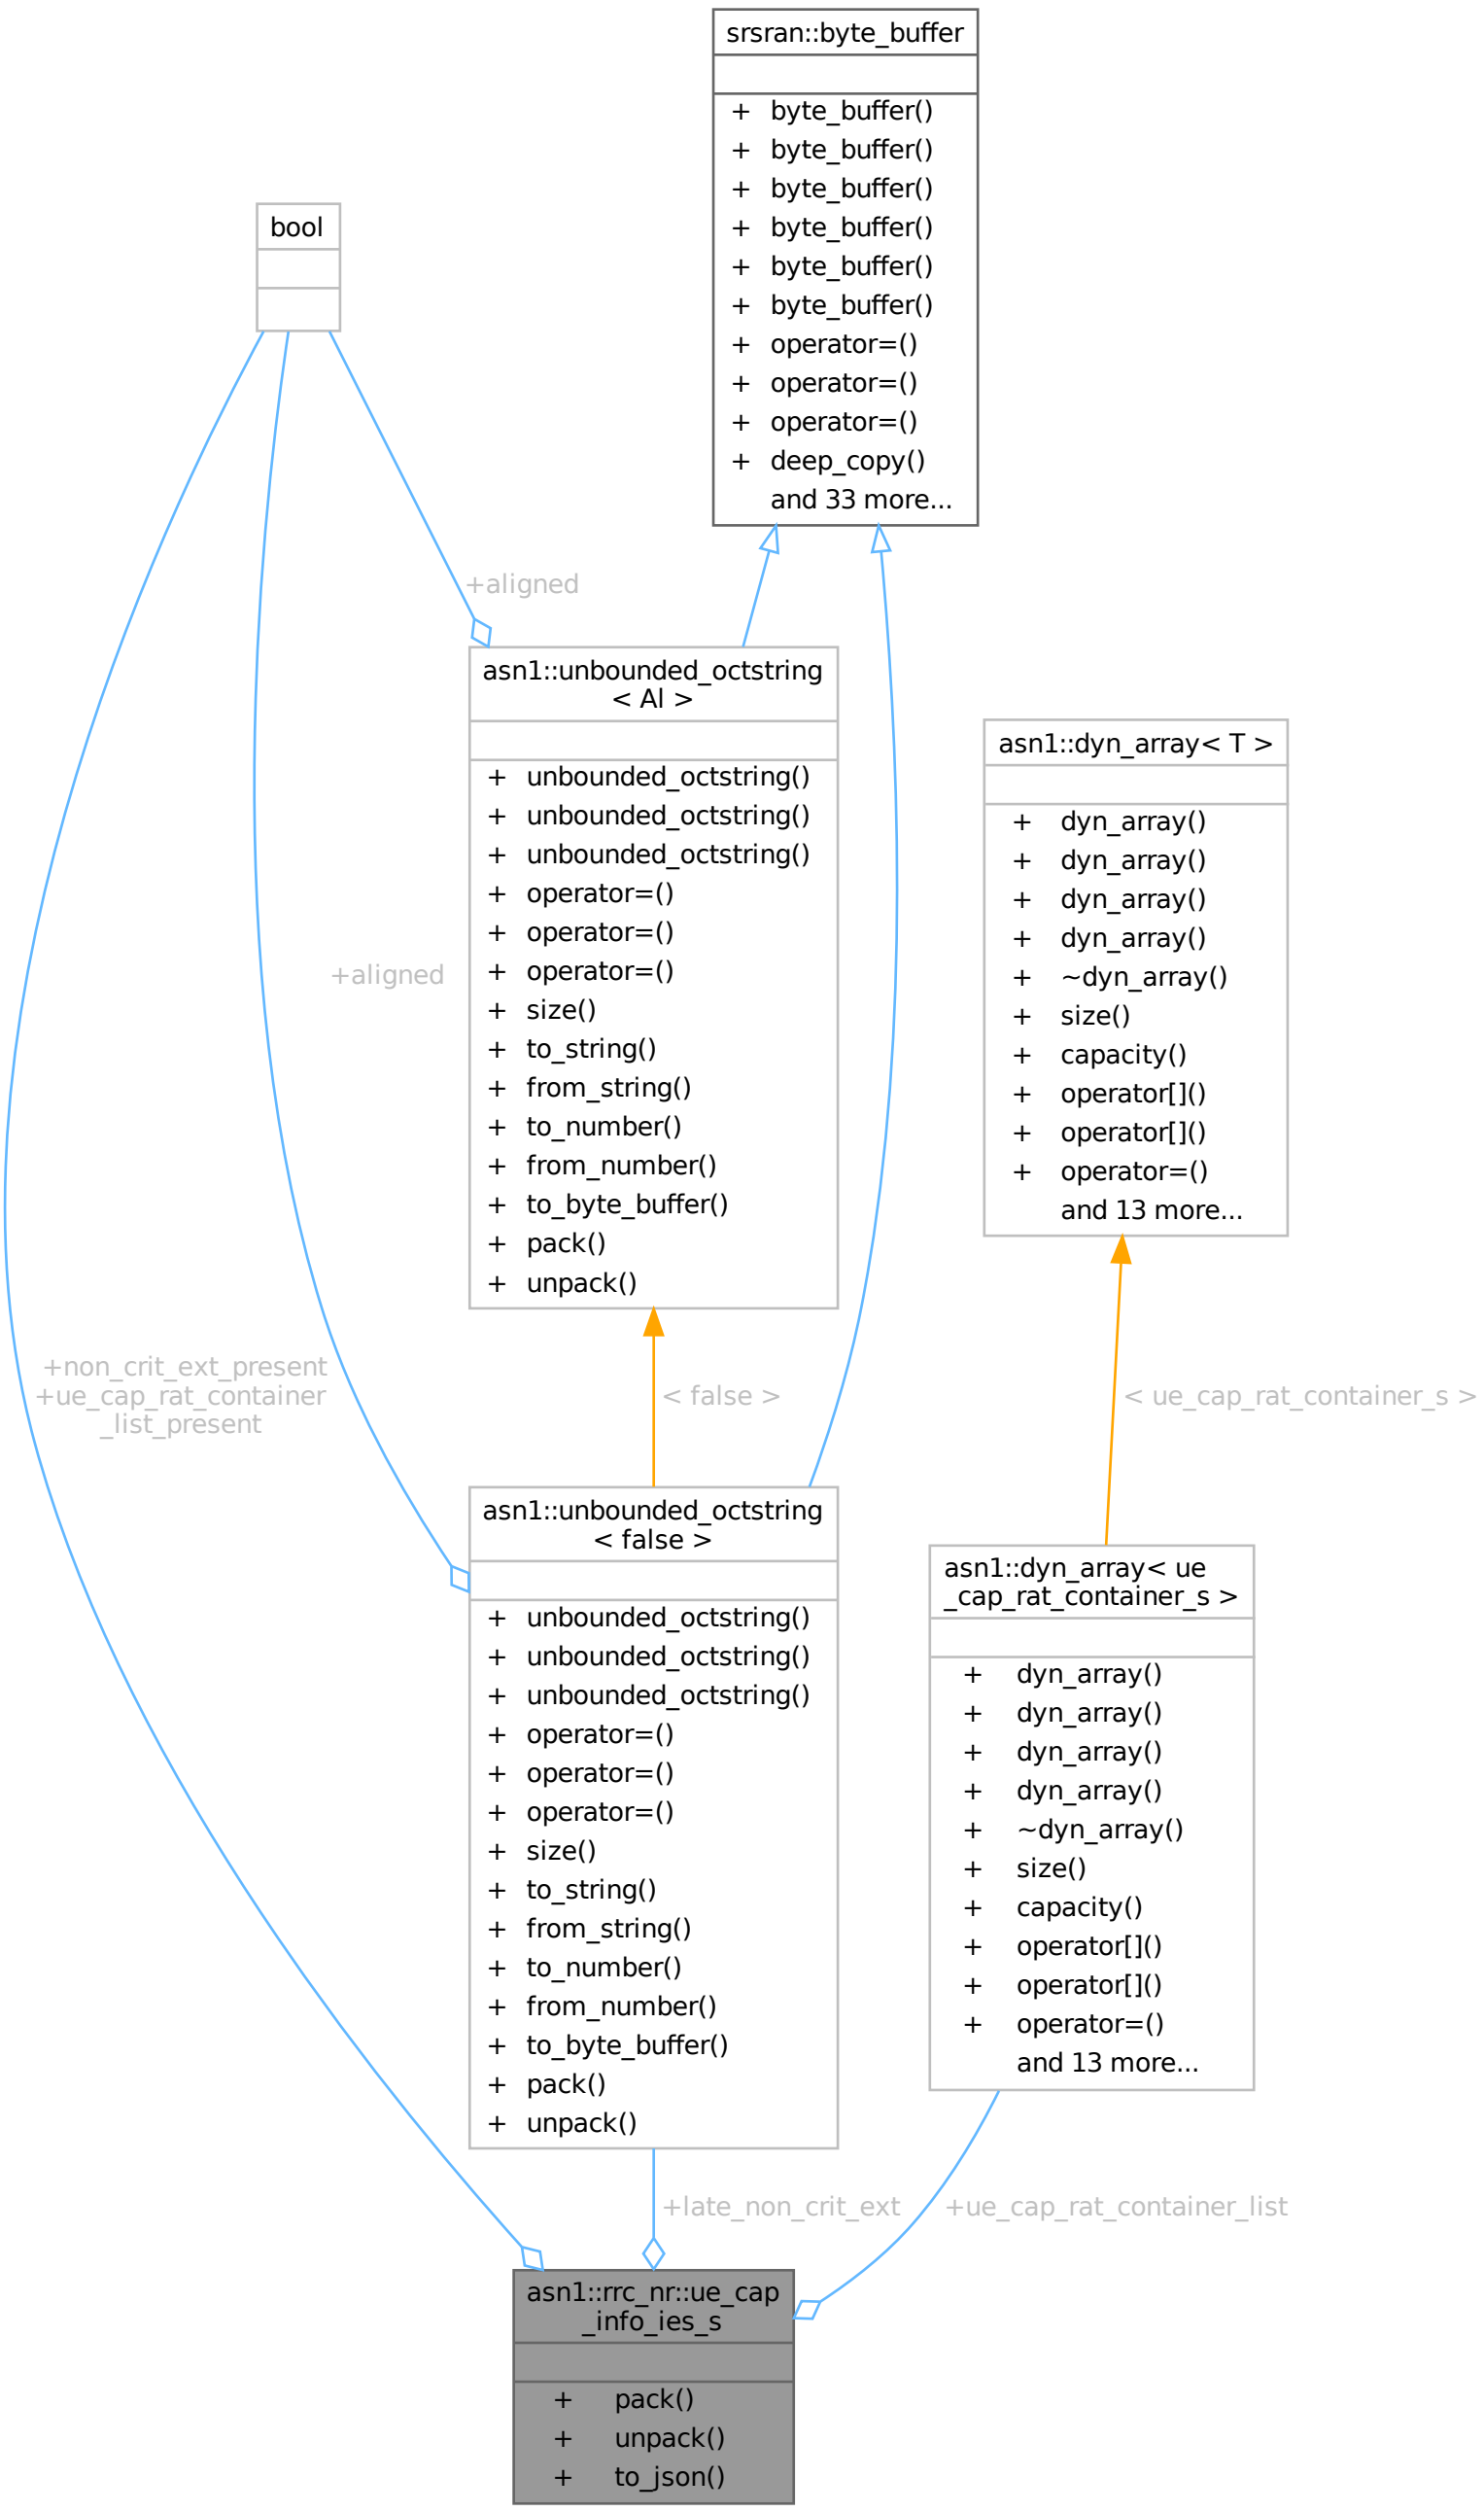 srsran::byte_buffer
+ byte_buffer()
+ byte_buffer()
+ byte_buffer()
+ byte_buffer()
+ byte_buffer()
+ byte_buffer()
+ operator=()
+ operator=()
+ operator=()
+ deep_copy()
and 33 more...
bool
+aligned
asn1::unbounded_octstring
< Al >
+ unbounded_octstring()
+ unbounded_octstring()
+ unbounded_octstring()
+ operator=()
+ operator=()
+ operator=()
+ size()
+ to_string()
+ from_string()
+ to_number()
+ from_number()
+ to_byte_buffer()
+ pack()
+ unpack()
asn1::dyn_array< T >
+ dyn_array()
+ dyn_array()
+ dyn_array()
+ dyn_array()
+ ~dyn_array()
+ size()
+ capacity()
+ operator[]()
+ operator[]()
+ operator=()
and 13 more...
+aligned
+non_crit_ext_present
+ue_cap_rat_container
_list_present
< false >
< ue_cap_rat_container_s >
asn1::unbounded_octstring
< false >
+ unbounded_octstring()
+ unbounded_octstring()
+ unbounded_octstring()
+ operator=()
+ operator=()
+ operator=()
+ size()
+ to_string()
+ from_string()
+ to_number()
+ from_number()
+ to_byte_buffer()
+ pack()
+ unpack()
asn1::dyn_array< ue
_cap_rat_container_s >
+ dyn_array()
+ dyn_array()
+ dyn_array()
+ dyn_array()
+ ~dyn_array()
+ size()
+ capacity()
+ operator[]()
+ operator[]()
+ operator=()
and 13 more...
+late_non_crit_ext
+ue_cap_rat_container_list
asn1::rrc_nr::ue_cap
_info_ies_s
+ pack()
+ unpack()
+ to_json()